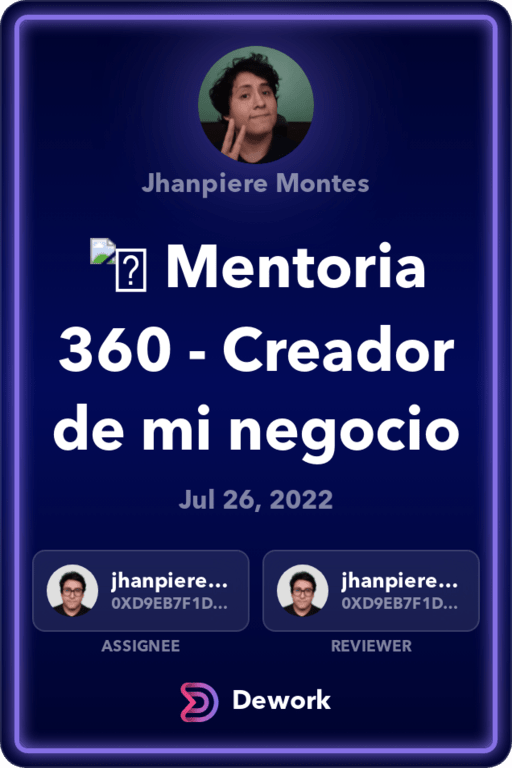 Jhanpiere Montes
Mentoria
360 - Creador
de mi negocio
Jul 26, 2022
jhanpiere...
0XD9EB7F1D...
ASSIGNEE
jhanpiere...
0XD9EB7F1D...
REVIEWER
Dework